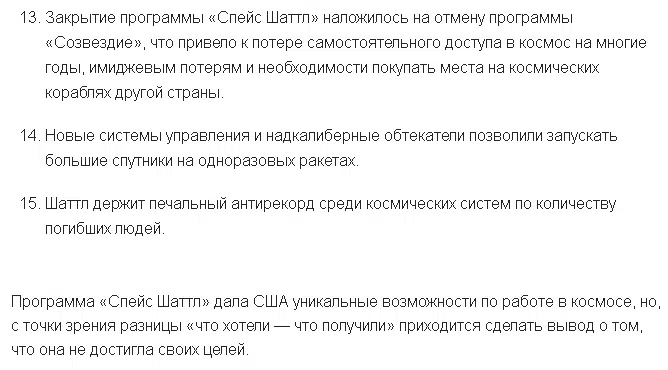 13. Закрытие программы «Спейс Шаттл» наложилось на отмену программы
«Созвездие», что привело к потере самостоятельного доступа в космос на многие
годы, имиджевым потерям и необходимости покупать места на космических
кораблях другой страны.
14. Новые системы управления и надкалиберные обтекатели позволили запускать
большие спутники на одноразовых ракетах.
15. Шаттл держит печальный антирекорд среди космических систем по количеству
погибших людей.
Программа «Спейс Шаттл» дала США уникальные возможности по работе в космосе, но,
с точки зрения разницы «что хотели — что получили» приходится сделать вывод о том,
что она не достигла своих целей.